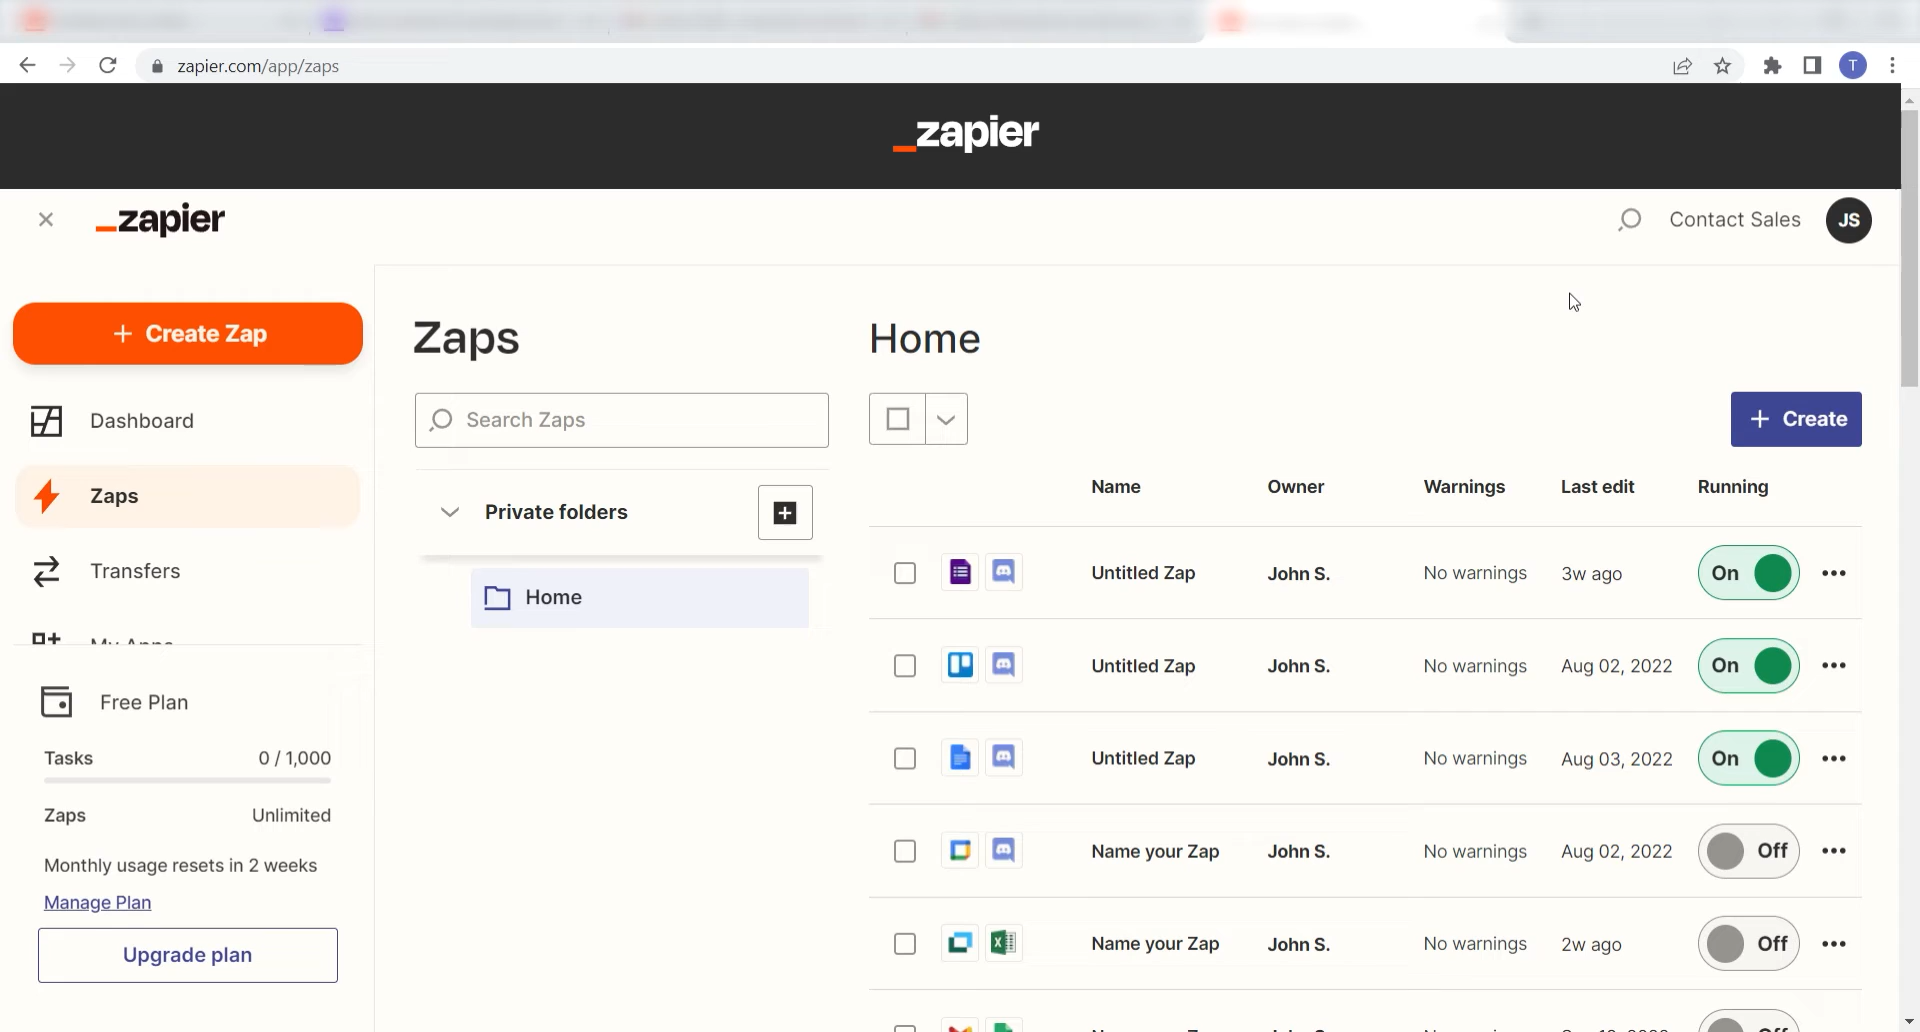 zapier.com/app/zaps
T
_zapier
_zapier
Contact Sales
JS
+ Create Zap
Dashboard
Zaps
Transfers
Free Plan
Tasks 0 / 1,000
Zaps Unlimited
Monthly usage resets in 2 weeks
Manage Plan
Upgrade plan
Zaps
Search Zaps
Private folders
Home
Home
+ Create
Name Owner Warnings Last edit Running
Untitled Zap John S. No warnings 3w ago On
Untitled Zap John S. No warnings Aug 02, 2022 On
Untitled Zap John S. No warnings Aug 03, 2022 On
Name your Zap John S. No warnings Aug 02, 2022 Off
Name your Zap John S. No warnings 2w ago Off